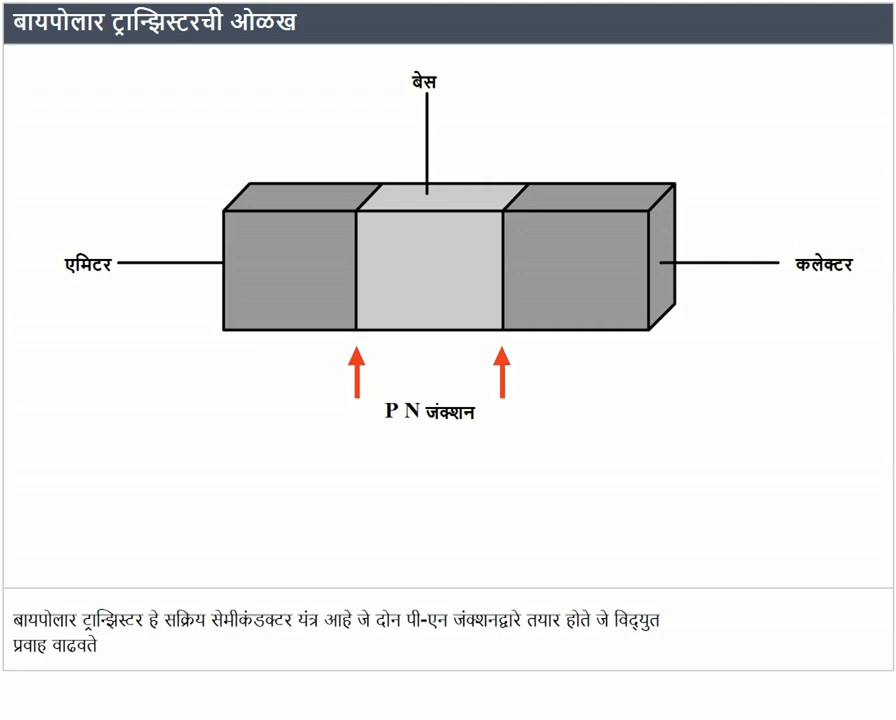 बायपोलार ट्रान्झिस्टरची ओळख
बेस
एमिटर
कलेक्टर
P N जंक्शन
बायपोलार ट्रान्झिस्टर हे सक्रिय सेमीकंडक्टर यंत्र आहे जे दोन पी-एन जंक्शनद्वारे तयार होते जे विद्युत
प्रवाह वाढवते